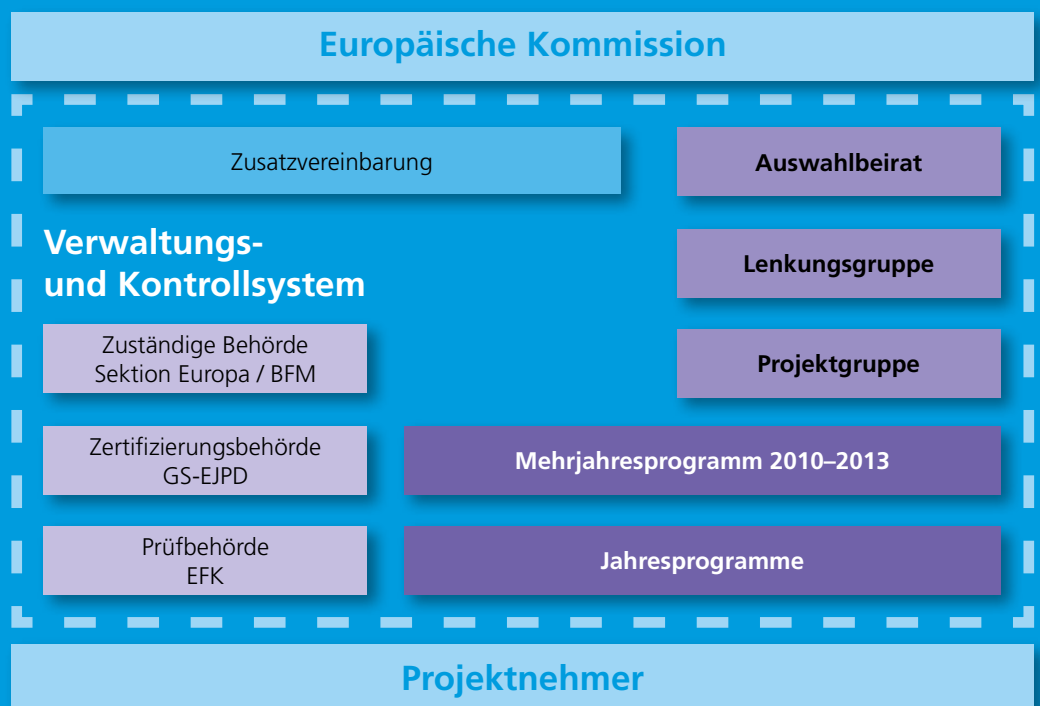 Europäische Kommission
Zusatzvereinbarung
Auswahlbeirat
Verwaltungs-
und Kontrollsystem
Lenkungsgruppe
Zuständige Behörde
Sektion Europa / BFM
Projektgruppe
Zertifizierungsbehörde
GS-EJPD
Mehrjahresprogramm 2010–2013
Prüfbehörde
EFK
Jahresprogramme
Projektnehmer